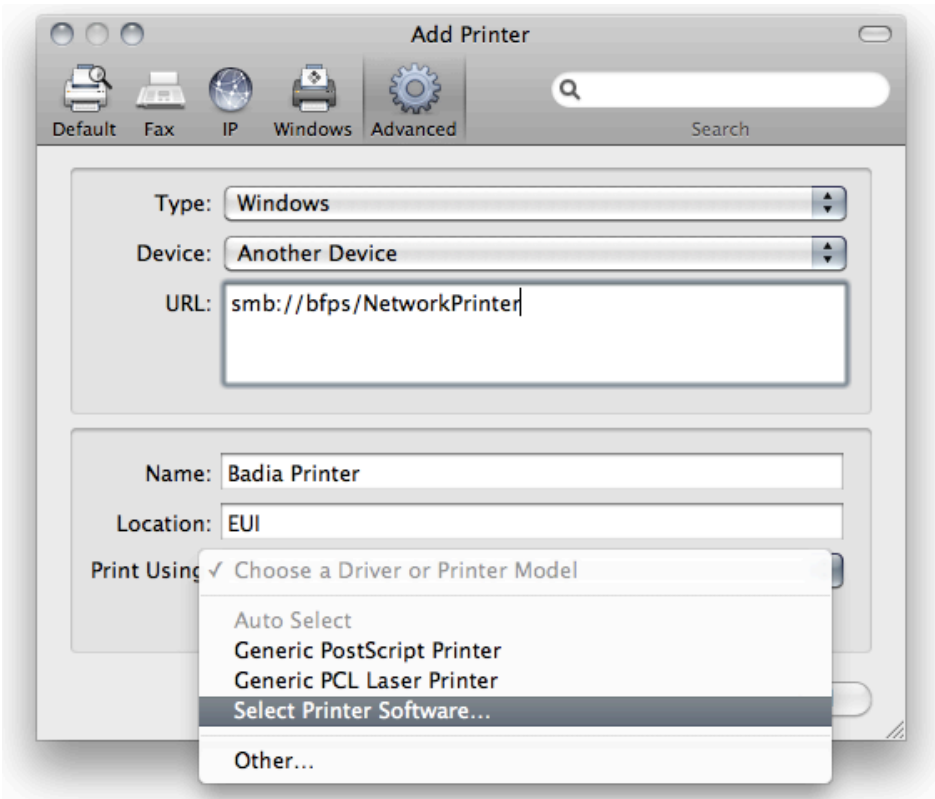 Add Printer
Default Fax IP Windows Advanced Search
Type: Windows
Device: Another Device
URL: smb://bfps/NetworkPrinter
Name: Badia Printer
Location: EUI
Print Using ✓ Choose a Driver or Printer Model
Auto Select
Generic PostScript Printer
Generic PCL Laser Printer
Select Printer Software...
Other...